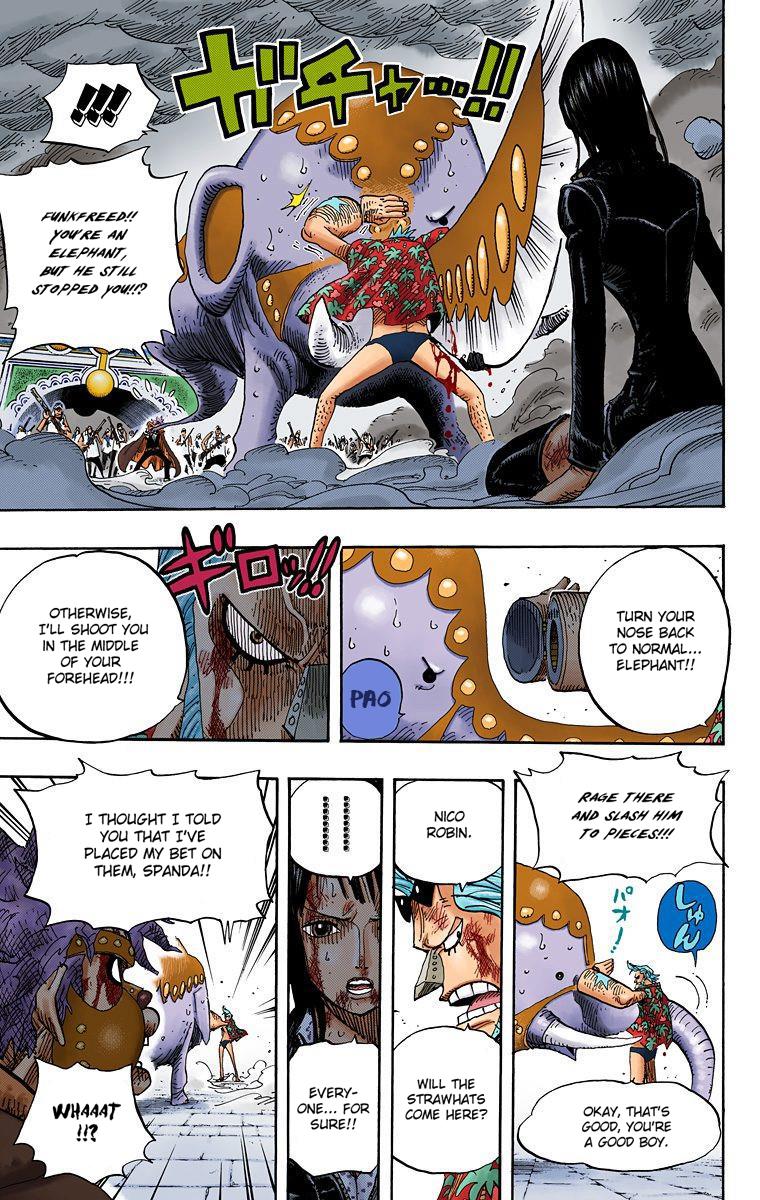 ガチャ…!!
!!!
FUNKFREED!!
YOU'RE AN
ELEPHANT,
BUT HE STILL
STOPPED YOU!!?
TURN YOUR
NOSE BACK
TO NORMAL...
ELEPHANT!!
PAO
ギロッ!!
OTHERWISE,
I'LL SHOOT YOU
IN THE MIDDLE
OF YOUR
FOREHEAD!!!
RAGE THERE
AND SLASH HIM
TO PIECES!!!
しゅん
パオー!
OKAY, THAT'S
GOOD, YOU'RE
A GOOD BOY.
NICO
ROBIN.
WILL THE
STRAWHATS
COME HERE?
!!
EVERY-
ONE... FOR
SURE!!
I THOUGHT I TOLD
YOU THAT I'VE
PLACED MY BET ON
THEM, SPANDA!!
WHAAAT
!!?